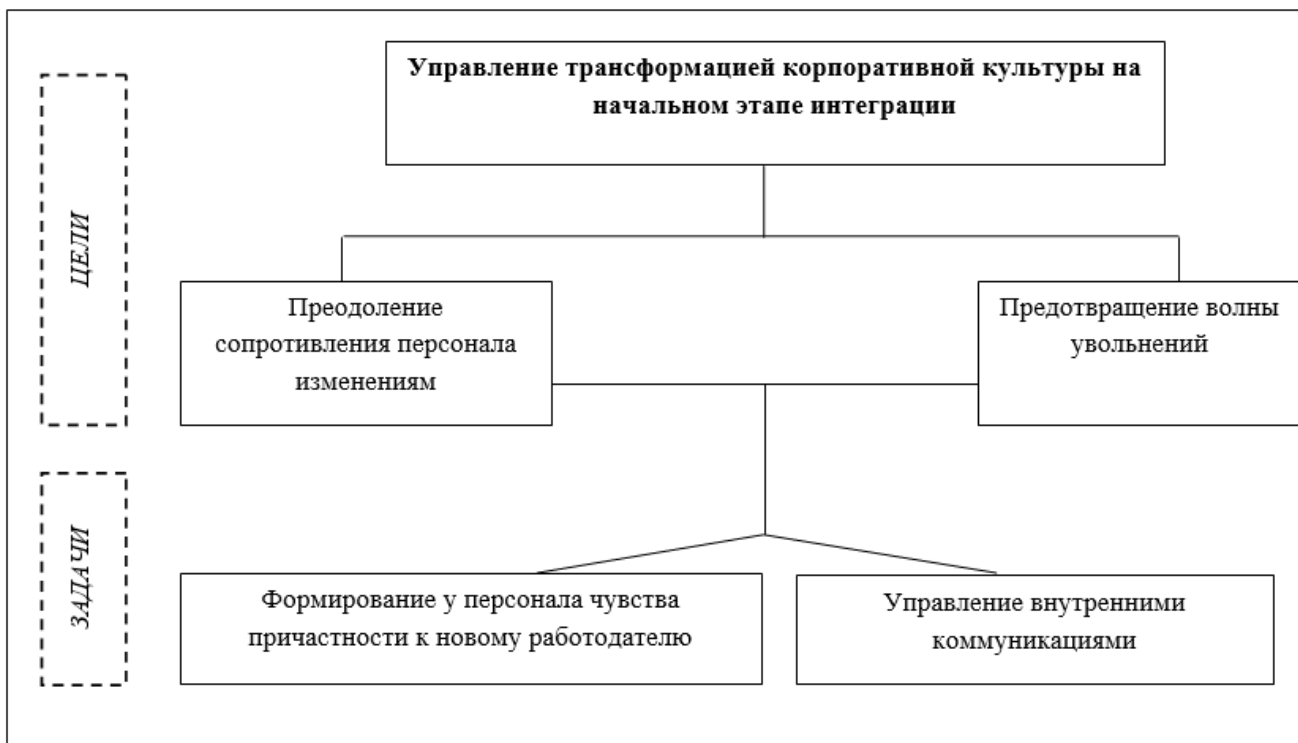 Управление трансформацией корпоративной культуры на
начальном этапе интеграции
ЦЕЛИ
Преодоление
сопротивления персонала
изменениям
Предотвращение волны
увольнений
ЗАДАЧИ
Формирование у персонала чувства
причастности к новому работодателю
Управление внутренними
коммуникациями